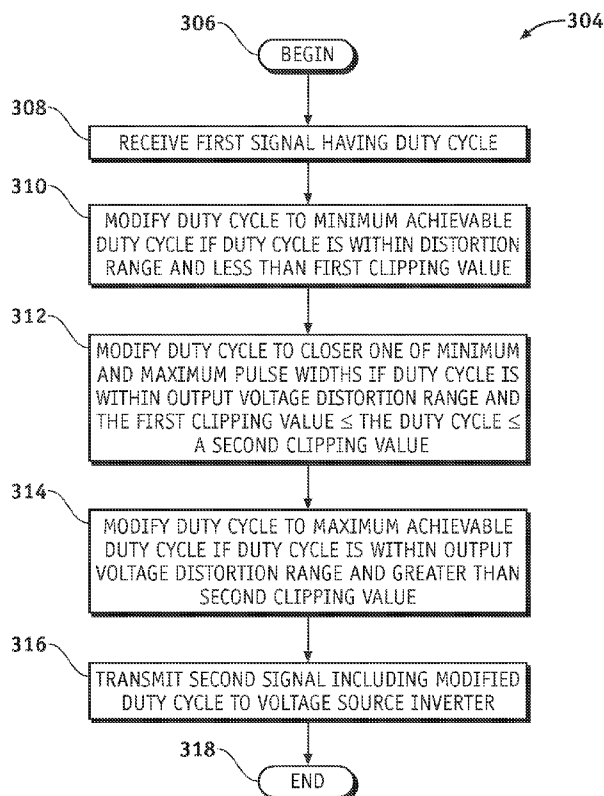 304
306
BEGIN
308
RECEIVE FIRST SIGNAL HAVING DUTY CYCLE
310
MODIFY DUTY CYCLE TO MINIMUM ACHIEVABLE
DUTY CYCLE IF DUTY CYCLE IS WITHIN DISTORTION
RANGE AND LESS THAN FIRST CLIPPING VALUE
312
MODIFY DUTY CYCLE TO CLOSER ONE OF MINIMUM
AND MAXIMUM PULSE WIDTHS IF DUTY CYCLE IS
WITHIN OUTPUT VOLTAGE DISTORTION RANGE AND
THE FIRST CLIPPING VALUE ≤ THE DUTY CYCLE ≤
A SECOND CLIPPING VALUE
314
MODIFY DUTY CYCLE TO MAXIMUM ACHIEVABLE
DUTY CYCLE IF DUTY CYCLE IS WITHIN OUTPUT
VOLTAGE DISTORTION RANGE AND GREATER THAN
SECOND CLIPPING VALUE
316
TRANSMIT SECOND SIGNAL INCLUDING MODIFIED
DUTY CYCLE TO VOLTAGE SOURCE INVERTER
318
END